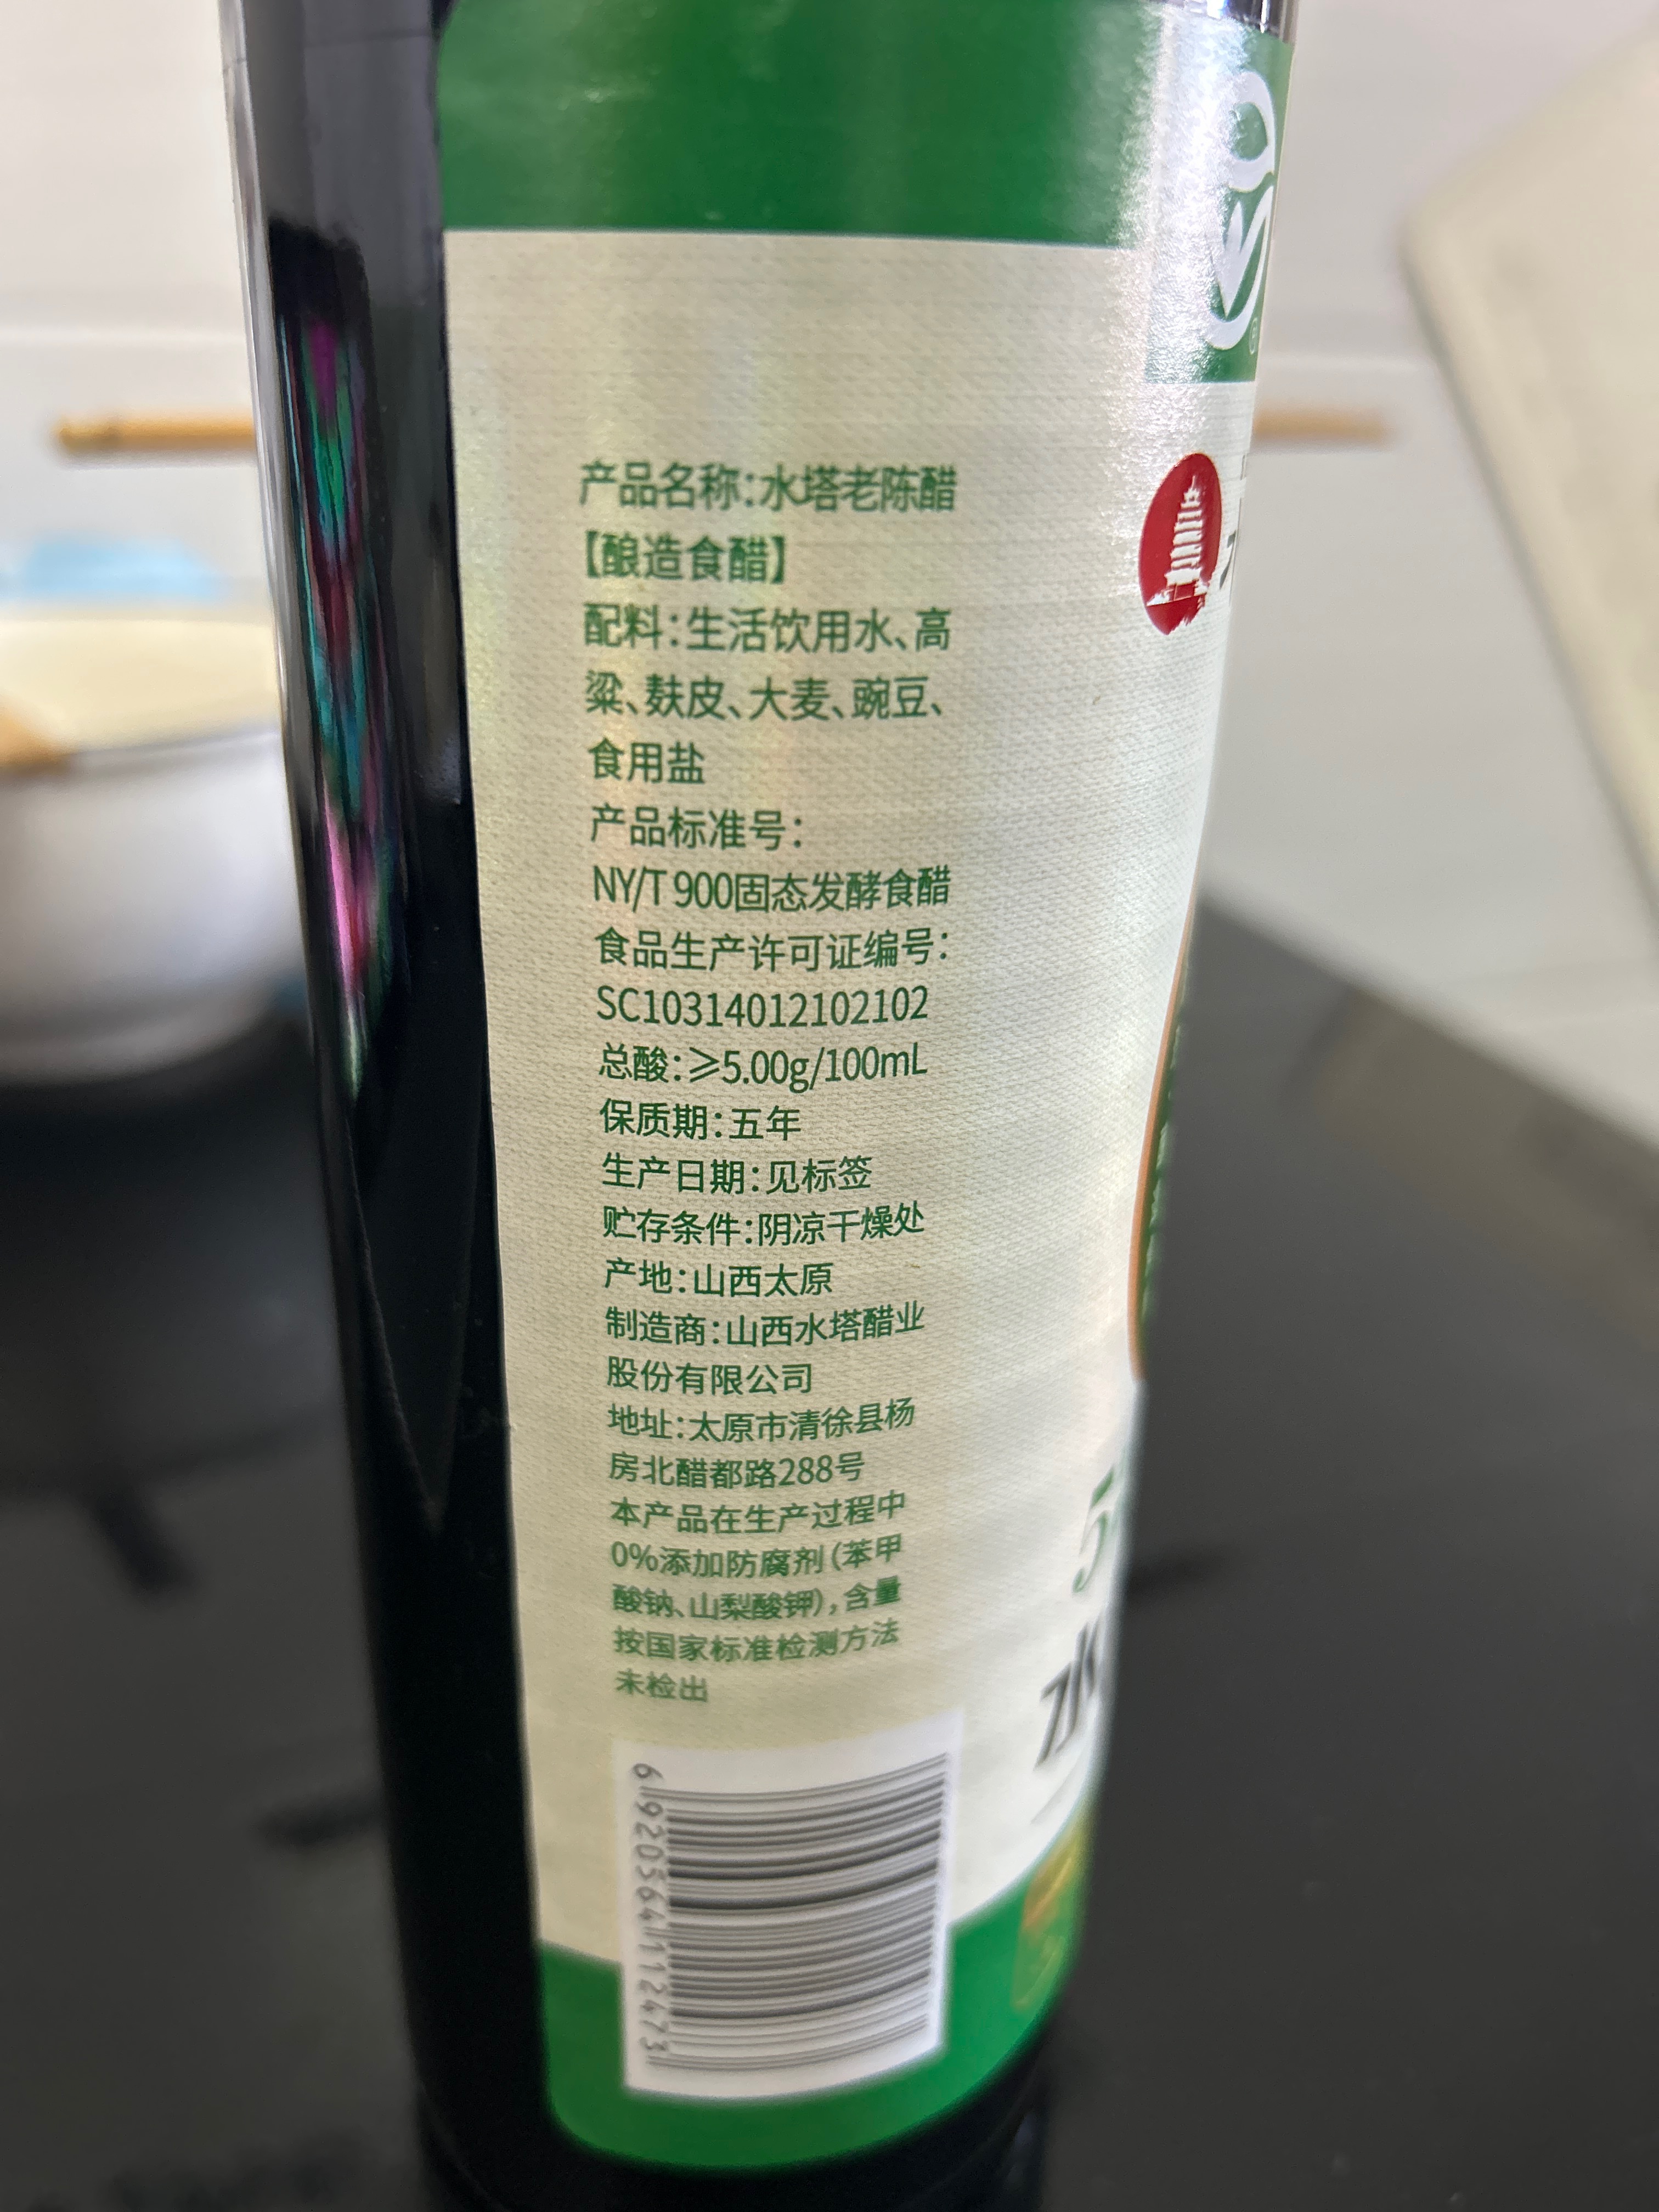 产品名称:水塔老陈醋
【酿造食醋】
配料:生活饮用水、高
粱、麸皮、大麦、豌豆、
食用盐
产品标准号:
NY/T 900固态发酵食醋
食品生产许可证编号:
SC10314012102102
总酸:≥5.00g/100mL
保质期:五年
生产日期:见标签
贮存条件:阴凉干燥处
产地:山西太原
制造商:山西水塔醋业
股份有限公司
地址:太原市清徐县杨
房北醋都路288号
本产品在生产过程中
0%添加防腐剂(苯甲
酸钠、山梨酸钾),含量
按国家标准检测方法
未检出
6920564112473
5
水